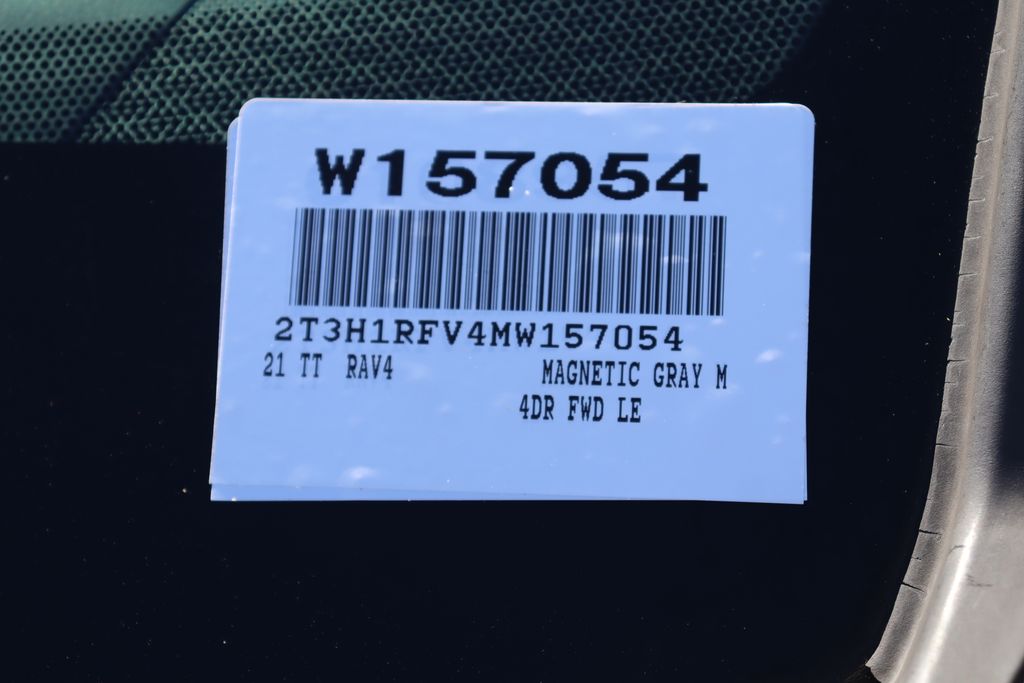 W157054
2T3H1RFV4MW157054
21 TT RAV4 MAGNETIC GRAY M
4DR FWD LE